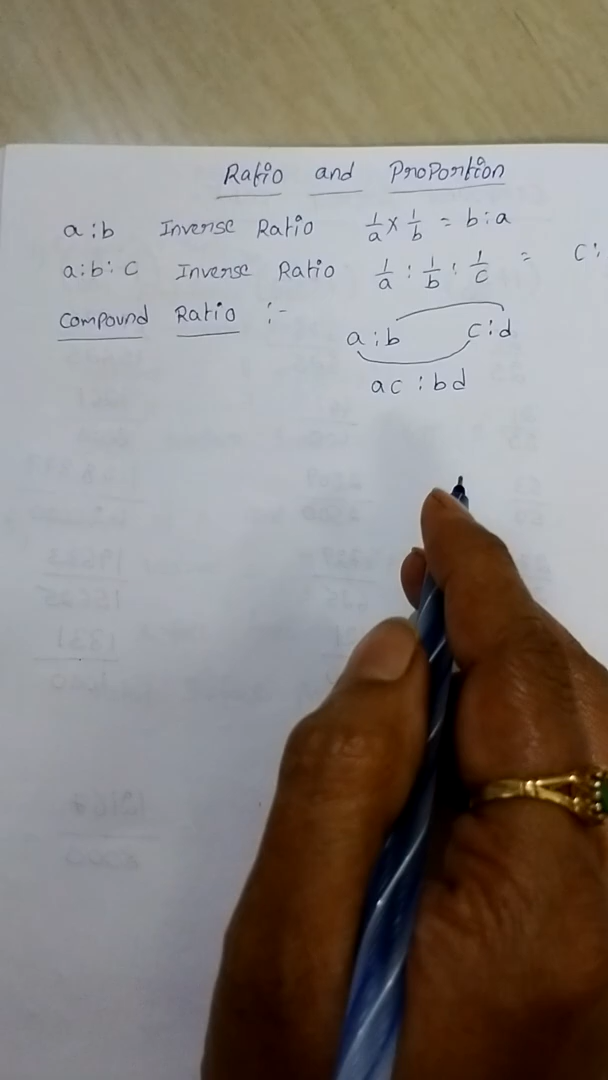 Ratio and Proportion
a:b Inverse Ratio 1/a × 1/b = b:a
a:b:c Inverse Ratio 1/a : 1/b : 1/c = c:
Compound Ratio :-
a:b c:d
ac : bd